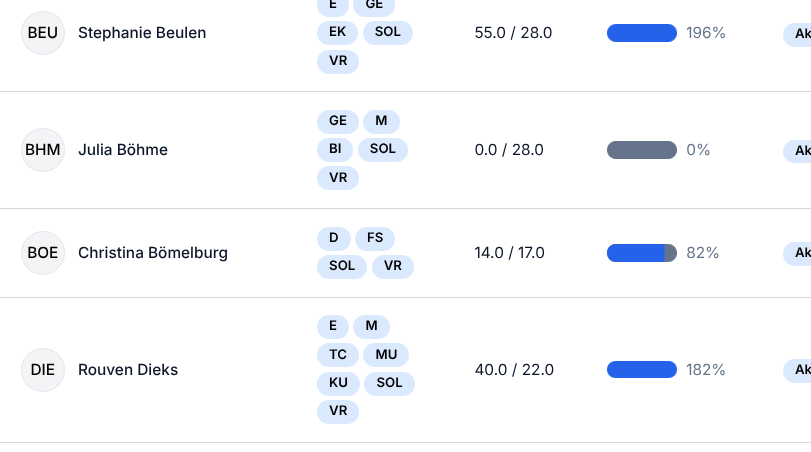 E GE
BEU Stephanie Beulen EK SOL 55.0 / 28.0 196% Ak
VR
GE M
BHM Julia Böhme BI SOL 0.0 / 28.0 0% Ak
VR
D FS
BOE Christina Bömelburg 14.0 / 17.0 82% Ak
SOL VR
E M
TC MU
DIE Rouven Dieks 40.0 / 22.0 182% Ak
KU SOL
VR